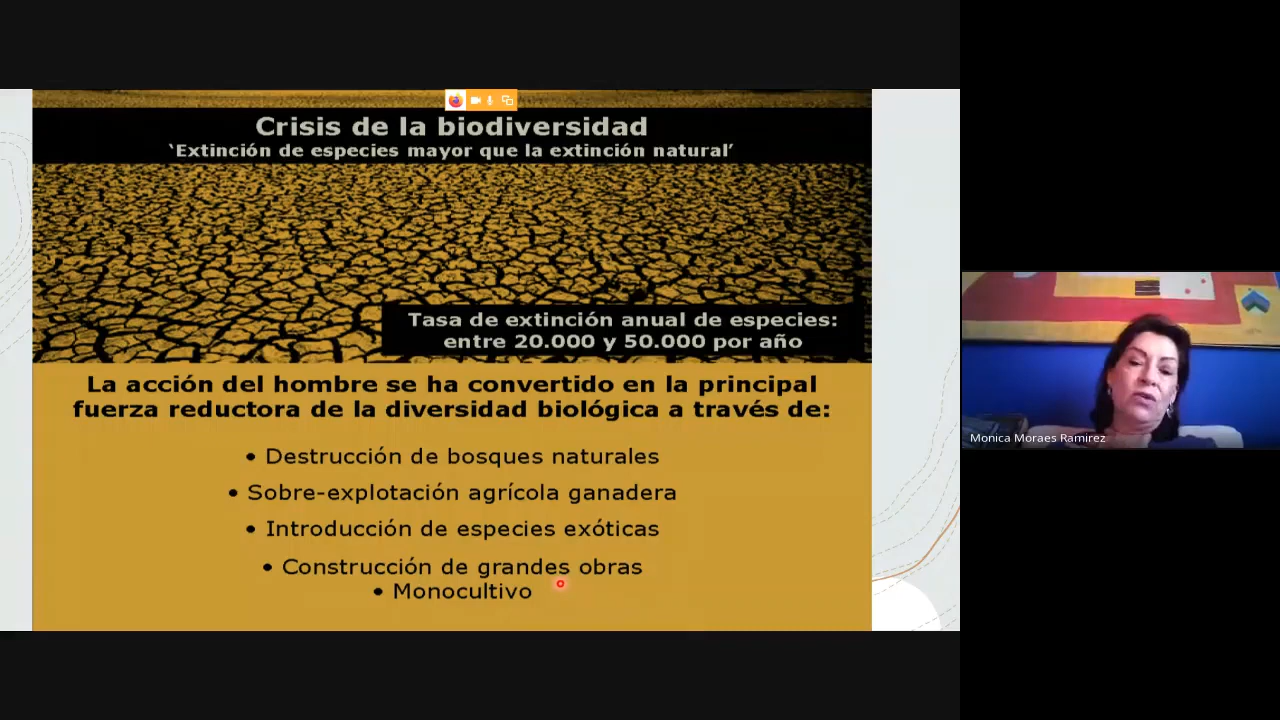 Crisis de la biodiversidad
‘Extinción de especies mayor que la extinción natural’
Tasa de extinción anual de especies:
entre 20.000 y 50.000 por año
La acción del hombre se ha convertido en la principal
fuerza reductora de la diversidad biológica a través de:
• Destrucción de bosques naturales
• Sobre-explotación agrícola ganadera
• Introducción de especies exóticas
• Construcción de grandes obras
• Monocultivo
Monica Moraes Ramirez